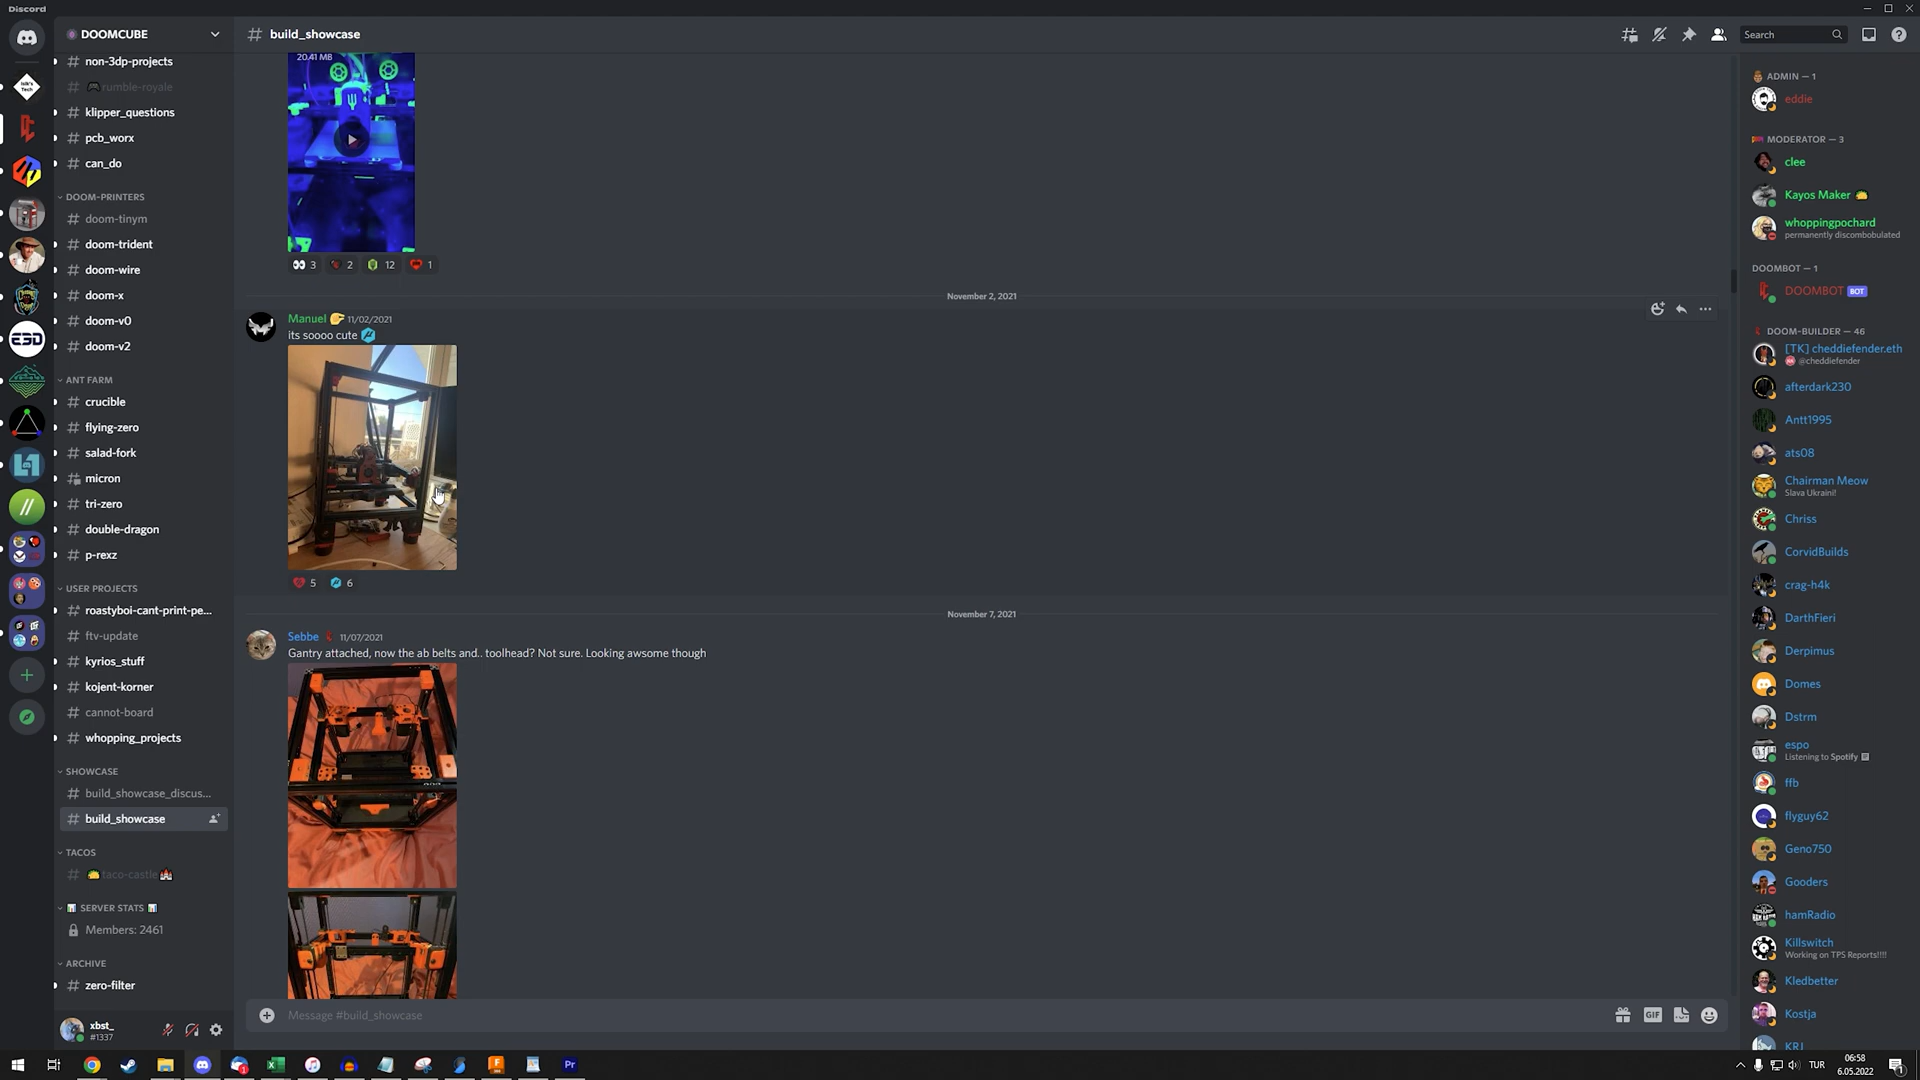 Discord
DOOMCUBE
build_showcase
Search
non-3dp-projects
rumble-royale
klipper_questions
pcb_worx
can_do
DOOM-PRINTERS
doom-tinym
doom-trident
doom-wire
doom-x
doom-v0
doom-v2
ANT FARM
crucible
flying-zero
salad-fork
micron
tri-zero
double-dragon
p-rexz
USER PROJECTS
roastyboi-cant-print-pe...
ftv-update
kyrios_stuff
kojent-korner
cannot-board
whopping_projects
SHOWCASE
build_showcase_discus...
build_showcase
TACOS
taco-castle
SERVER STATS
Members: 2461
ARCHIVE
zero-filter
xbst_
#1337
20.41 MB
3 2 12 1
November 2, 2021
Manuel 11/02/2021
its soooo cute
5 6
November 7, 2021
Sebbe 11/07/2021
Gantry attached, now the ab belts and.. toolhead? Not sure. Looking awsome though
Message #build_showcase
GIF
ADMIN — 1
eddie
MODERATOR — 3
clee
Kayos Maker
whoppingpochard
permanently discombobulated
DOOMBOT — 1
DOOMBOT BOT
DOOM-BUILDER — 46
[TK] cheddiefender.eth
@cheddiefender
afterdark230
Antt1995
ats08
Chairman Meow
Slava Ukraini!
Chriss
CorvidBuilds
crag-h4k
DarthFieri
Derpimus
Domes
Dstrm
espo
Listening to Spotify
ffb
flyguy62
Geno750
Gooders
hamRadio
Killswitch
Working on TPS Reports!!!!
Kledbetter
Kostja
KRJ
TUR
06:58
6.05.2022